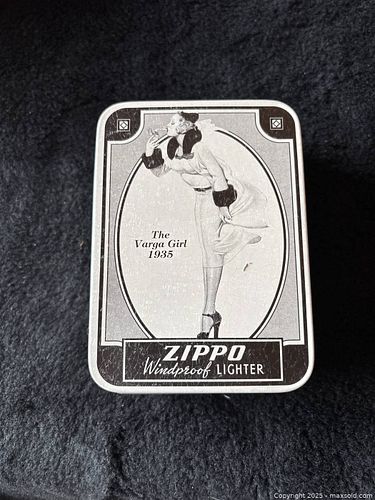 The
Varga Girl
1935
ZIPPO
Windproof LIGHTER
Copyright 2025 - maxsold.com